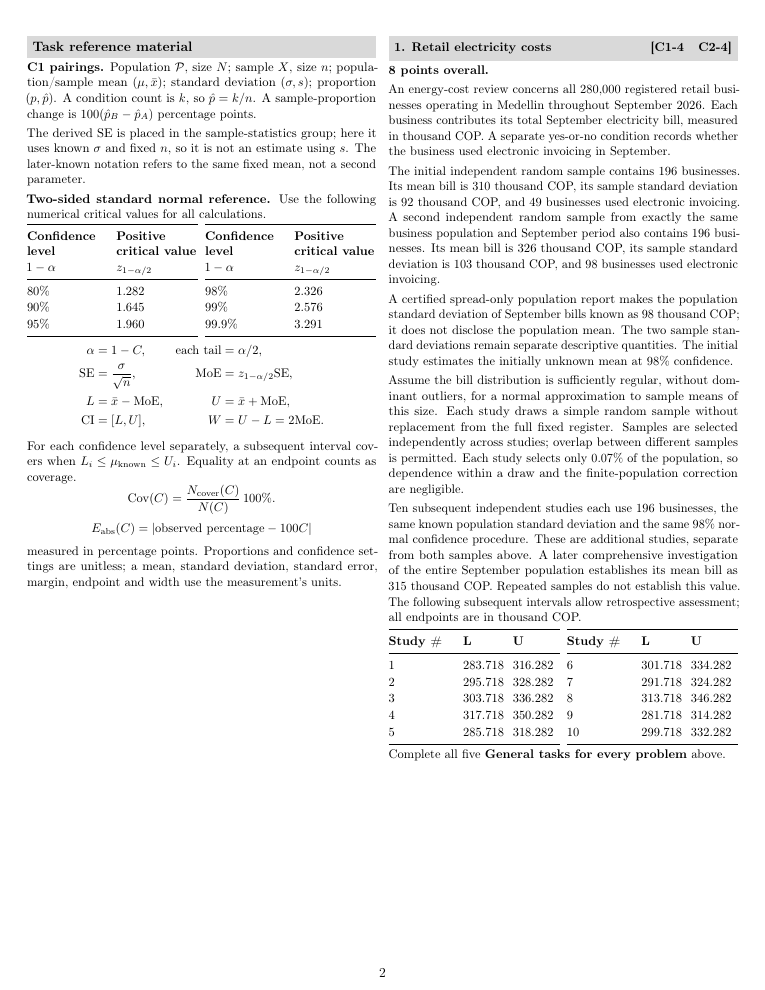 Task reference material
C1 pairings. Population 𝒫, size N; sample X, size n; popula-
tion/sample mean (μ, x̄); standard deviation (σ, s); proportion
(p, p̂). A condition count is k, so p̂ = k/n. A sample-proportion
change is 100(p̂_B − p̂_A) percentage points.
The derived SE is placed in the sample-statistics group; here it
uses known σ and fixed n, so it is not an estimate using s. The
later-known notation refers to the same fixed mean, not a second
parameter.
Two-sided standard normal reference. Use the following
numerical critical values for all calculations.
Confidence Positive Confidence Positive
level critical value level critical value
1 − α z_{1−α/2} 1 − α z_{1−α/2}
80% 1.282 98% 2.326
90% 1.645 99% 2.576
95% 1.960 99.9% 3.291
α = 1 − C, each tail = α/2,
SE = σ/√n, MoE = z_{1−α/2}SE,
L = x̄ − MoE, U = x̄ + MoE,
CI = [L, U], W = U − L = 2MoE.
For each confidence level separately, a subsequent interval cov-
ers when L_i ≤ μ_known ≤ U_i. Equality at an endpoint counts as
coverage.
Cov(C) = N_cover(C)/N(C) 100%.
E_abs(C) = |observed percentage − 100C|
measured in percentage points. Proportions and confidence set-
tings are unitless; a mean, standard deviation, standard error,
margin, endpoint and width use the measurement's units.
1. Retail electricity costs [C1-4 C2-4]
8 points overall.
An energy-cost review concerns all 280,000 registered retail busi-
nesses operating in Medellin throughout September 2026. Each
business contributes its total September electricity bill, measured
in thousand COP. A separate yes-or-no condition records whether
the business used electronic invoicing in September.
The initial independent random sample contains 196 businesses.
Its mean bill is 310 thousand COP, its sample standard deviation
is 92 thousand COP, and 49 businesses used electronic invoicing.
A second independent random sample from exactly the same
business population and September period also contains 196 busi-
nesses. Its mean bill is 326 thousand COP, its sample standard
deviation is 103 thousand COP, and 98 businesses used electronic
invoicing.
A certified spread-only population report makes the population
standard deviation of September bills known as 98 thousand COP;
it does not disclose the population mean. The two sample stan-
dard deviations remain separate descriptive quantities. The initial
study estimates the initially unknown mean at 98% confidence.
Assume the bill distribution is sufficiently regular, without dom-
inant outliers, for a normal approximation to sample means of
this size. Each study draws a simple random sample without
replacement from the full fixed register. Samples are selected
independently across studies; overlap between different samples
is permitted. Each study selects only 0.07% of the population, so
dependence within a draw and the finite-population correction
are negligible.
Ten subsequent independent studies each use 196 businesses, the
same known population standard deviation and the same 98% nor-
mal confidence procedure. These are additional studies, separate
from both samples above. A later comprehensive investigation
of the entire September population establishes its mean bill as
315 thousand COP. Repeated samples do not establish this value.
The following subsequent intervals allow retrospective assessment;
all endpoints are in thousand COP.
Study # L U Study # L U
1 283.718 316.282 6 301.718 334.282
2 295.718 328.282 7 291.718 324.282
3 303.718 336.282 8 313.718 346.282
4 317.718 350.282 9 281.718 314.282
5 285.718 318.282 10 299.718 332.282
Complete all five General tasks for every problem above.
2